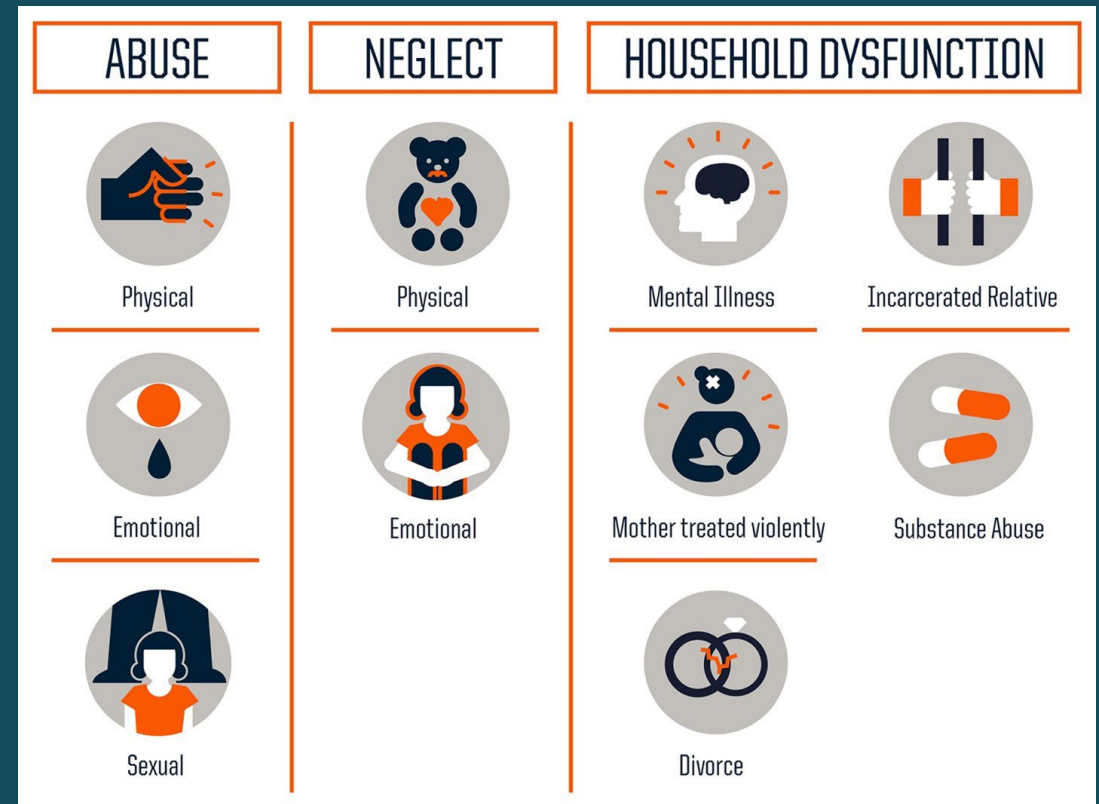 ABUSE
Physical
Emotional
Sexual
NEGLECT
Physical
Emotional
HOUSEHOLD DYSFUNCTION
Mental Illness
Incarcerated Relative
Mother treated violently
Substance Abuse
Divorce